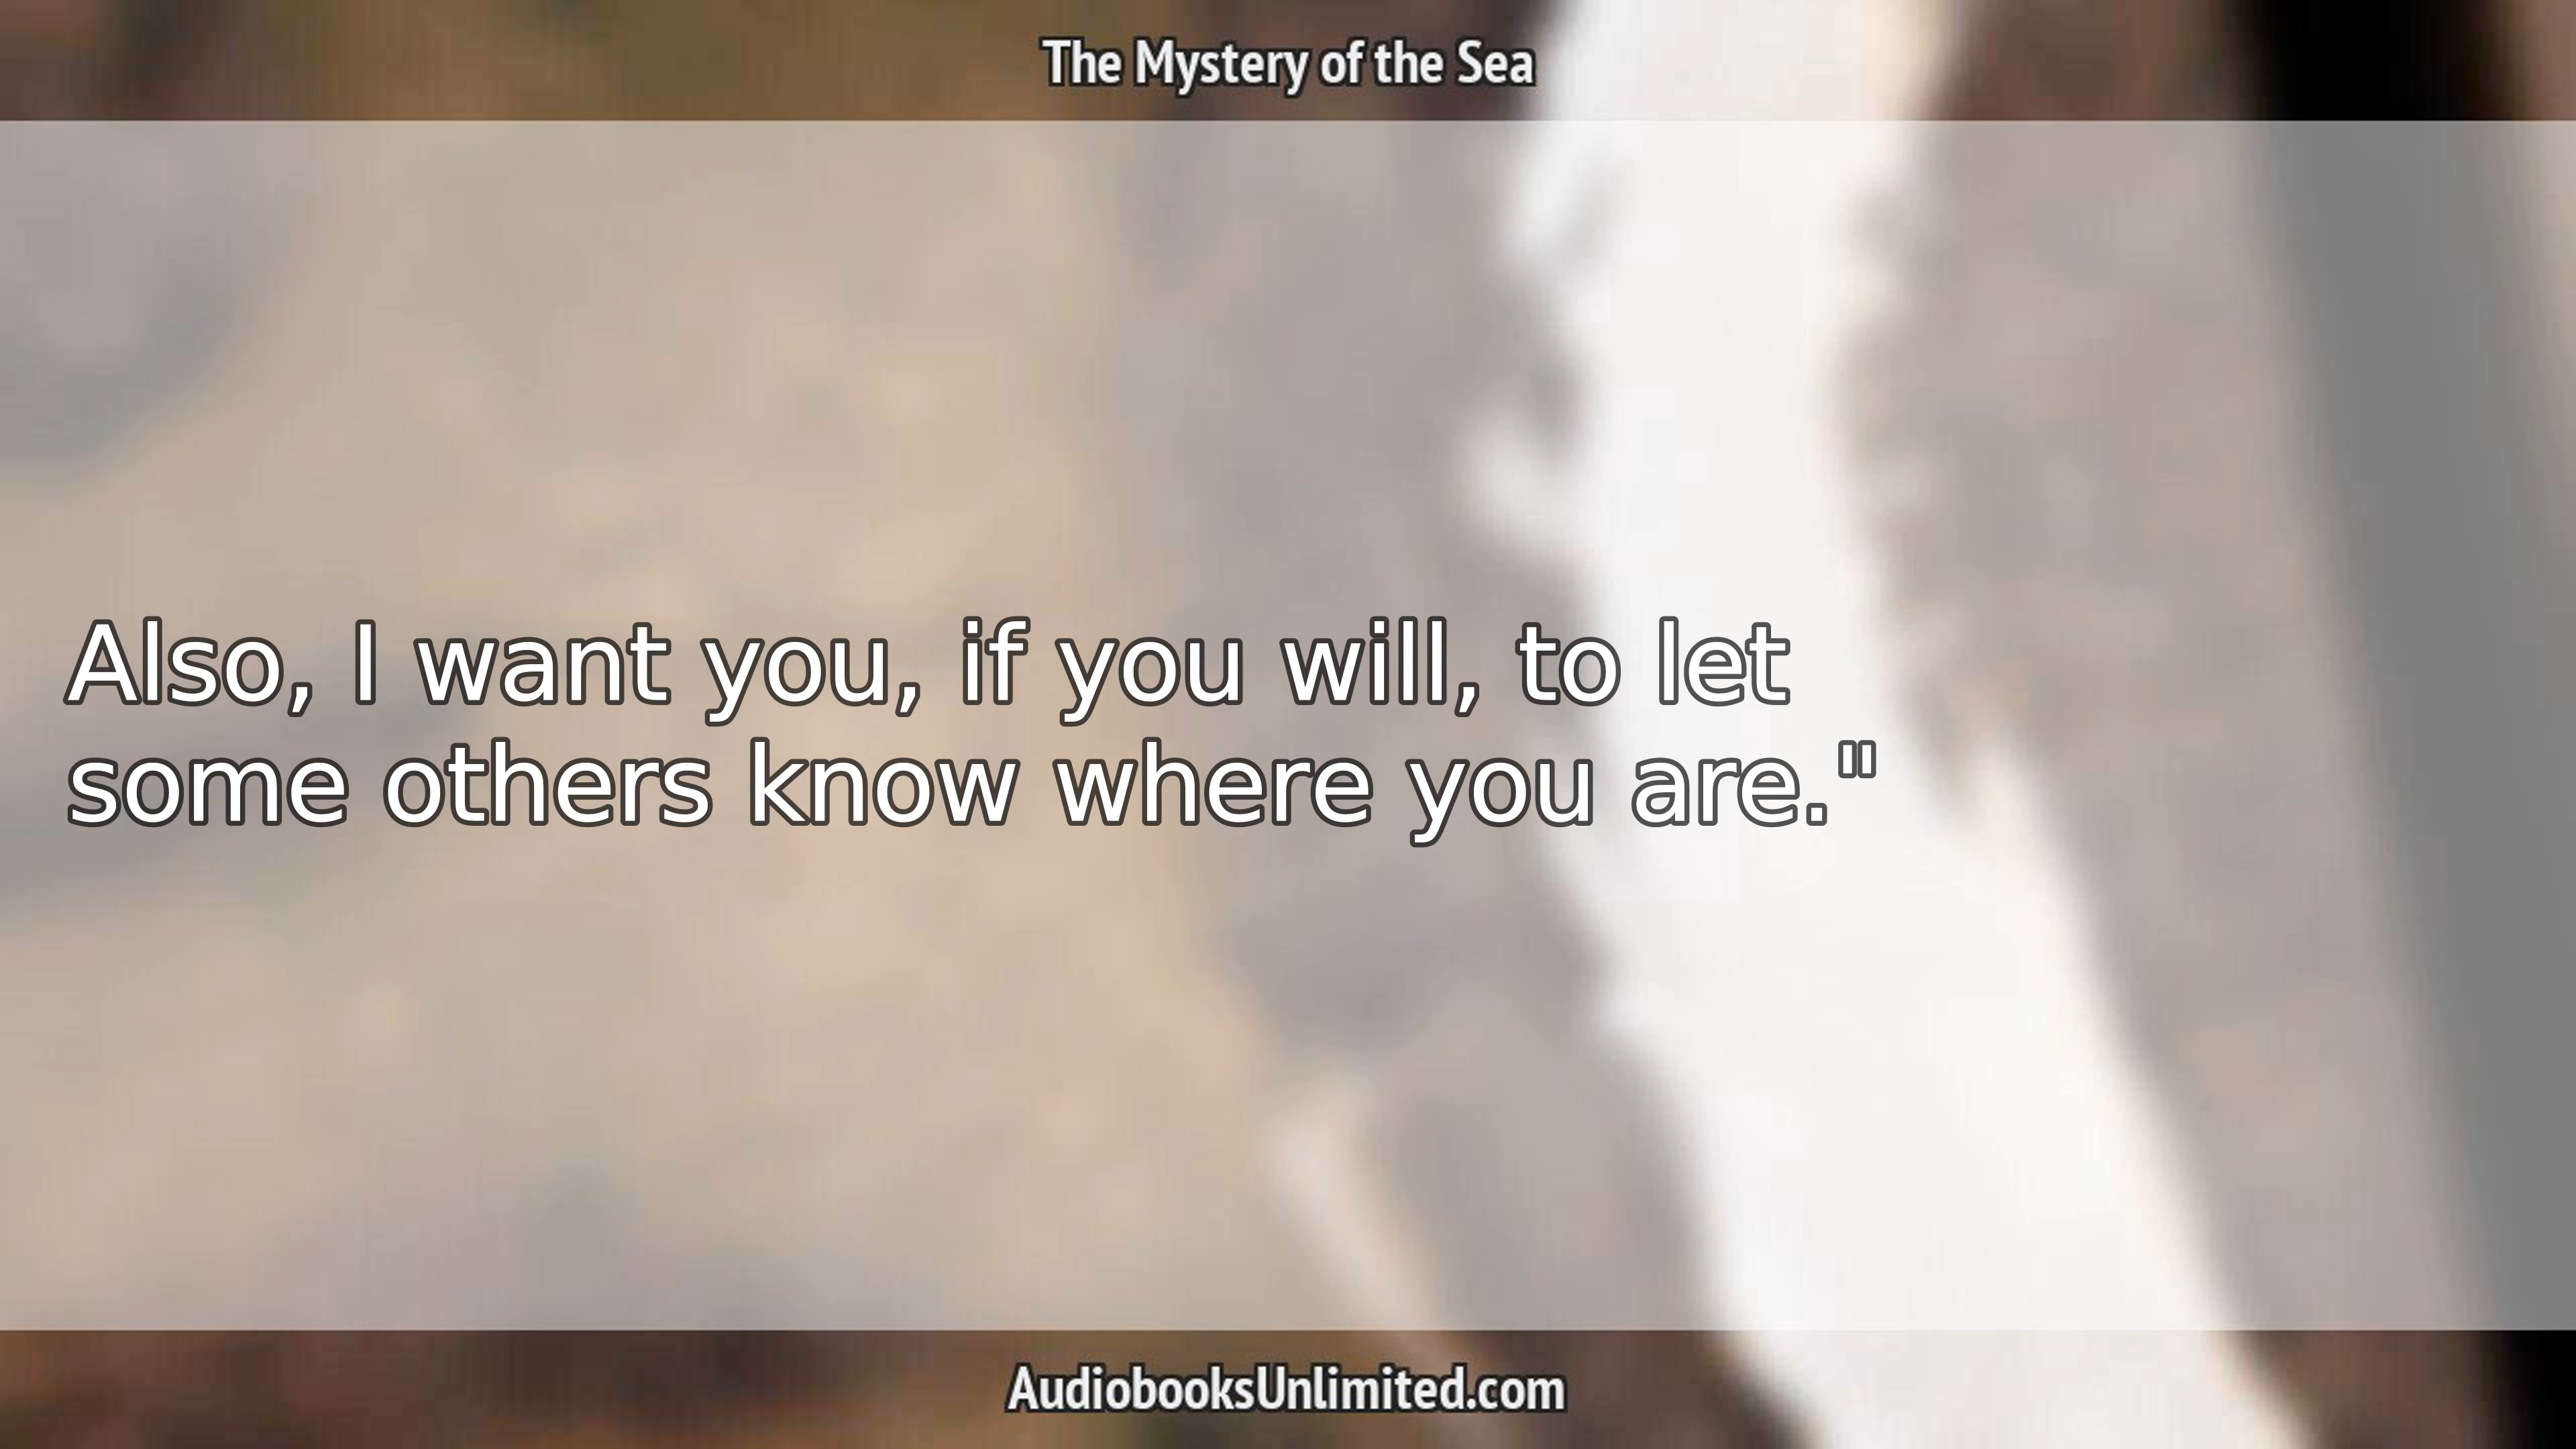 The Mystery of the Sea
Also, I want you, if you will, to let
some others know where you are."
AudiobooksUnlimited.com